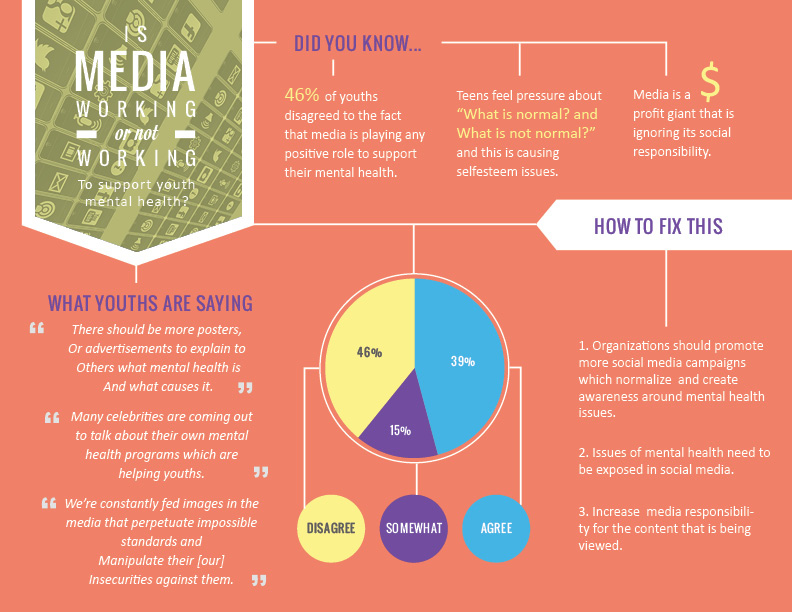 IS
MEDIA
WORKING
or not
WORKING
To support youth
mental health?
DID YOU KNOW...
46% of youths
disagreed to the fact
that media is playing any
positive role to support
their mental health.
Teens feel pressure about
“What is normal? and
What is not normal?”
and this is causing
selfesteem issues.
$
Media is a
profit giant that is
ignoring its social
responsibility.
HOW TO FIX THIS
WHAT YOUTHS ARE SAYING
“ There should be more posters,
Or advertisements to explain to
Others what mental health is
And what causes it. ”
“ Many celebrities are coming out
to talk about their own mental
health programs which are
helping youths. ”
“ We’re constantly fed images in the
media that perpetuate impossible
standards and
Manipulate their [our]
Insecurities against them. ”
46%
39%
15%
DISAGREE
SOMEWHAT
AGREE
1. Organizations should promote
more social media campaigns
which normalize and create
awareness around mental health
issues.
2. Issues of mental health need to
be exposed in social media.
3. Increase media responsibili-
ty for the content that is being
viewed.